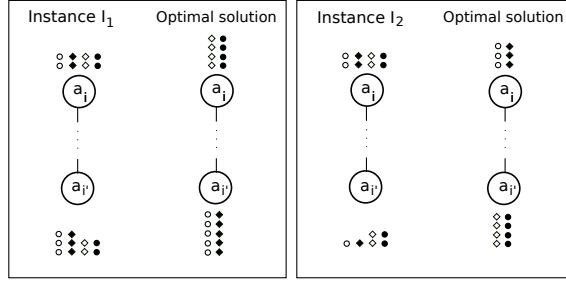 Instance I1 Optimal solution
ai ai
ai' ai'
Instance I2 Optimal solution
ai ai
ai' ai'